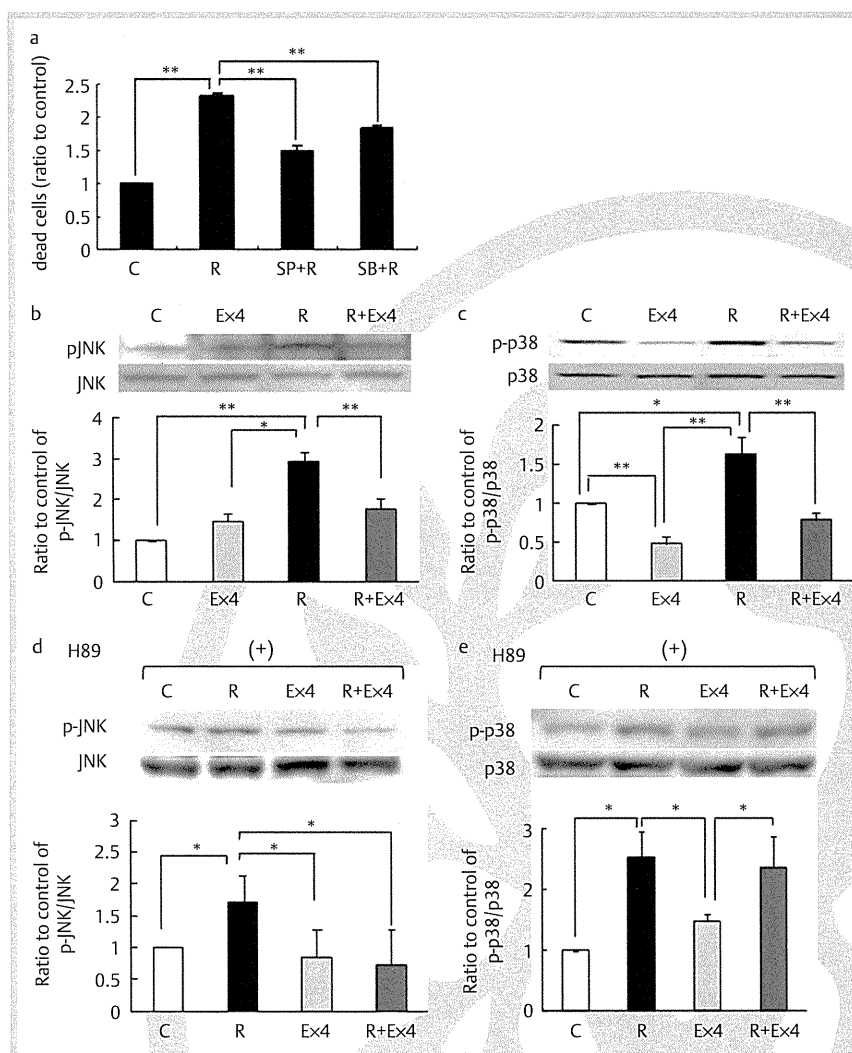 a
dead cells (ratio to control)
2.5
2
1.5
1
0.5
0
** ** **
C R SP+R SB+R
b
C Ex4 R R+Ex4
pJNK
JNK
Ratio to control of
p-JNK/JNK
4
3
2
1
0
** * **
C Ex4 R R+Ex4
c
C Ex4 R R+Ex4
p-p38
p38
Ratio to control of
p-p38/p38
2
1.5
1
0.5
0
* ** ** **
C Ex4 R R+Ex4
d H89 (+)
C R Ex4 R+Ex4
p-JNK
JNK
Ratio to control of
p-JNK/JNK
3
2.5
2
1.5
1
0.5
0
* * *
C R Ex4 R+Ex4
e H89 (+)
C R Ex4 R+Ex4
p-p38
p38
Ratio to control of
p-p38/p38
3
2
1
0
* * *
C R Ex4 R+Ex4